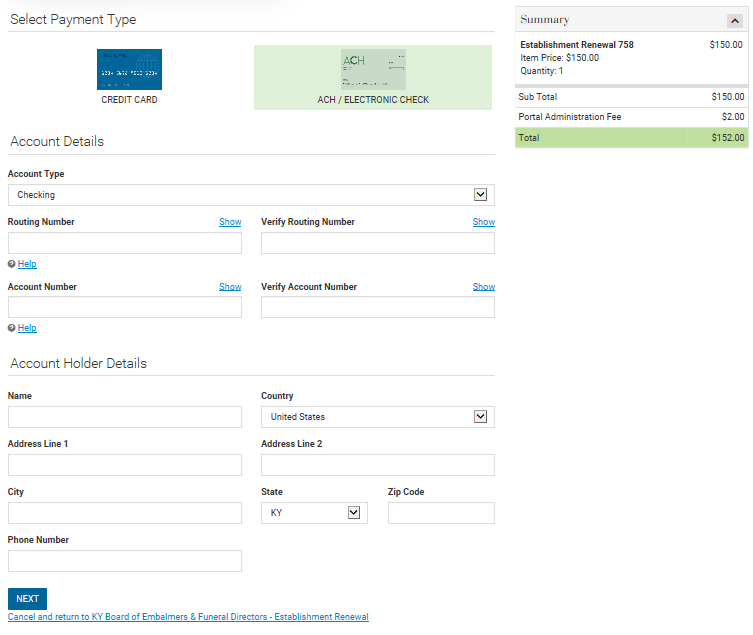 Select Payment Type
CREDIT CARD
ACH
ACH / ELECTRONIC CHECK
Account Details
Account Type
Checking
Routing Number Show Verify Routing Number Show
Help
Account Number Show Verify Account Number Show
Help
Account Holder Details
Name Country
United States
Address Line 1 Address Line 2
City State Zip Code
KY
Phone Number
NEXT
Cancel and return to KY Board of Embalmers & Funeral Directors - Establishment Renewal
Summary
Establishment Renewal 758 $150.00
Item Price: $150.00
Quantity: 1
Sub Total $150.00
Portal Administration Fee $2.00
Total $152.00